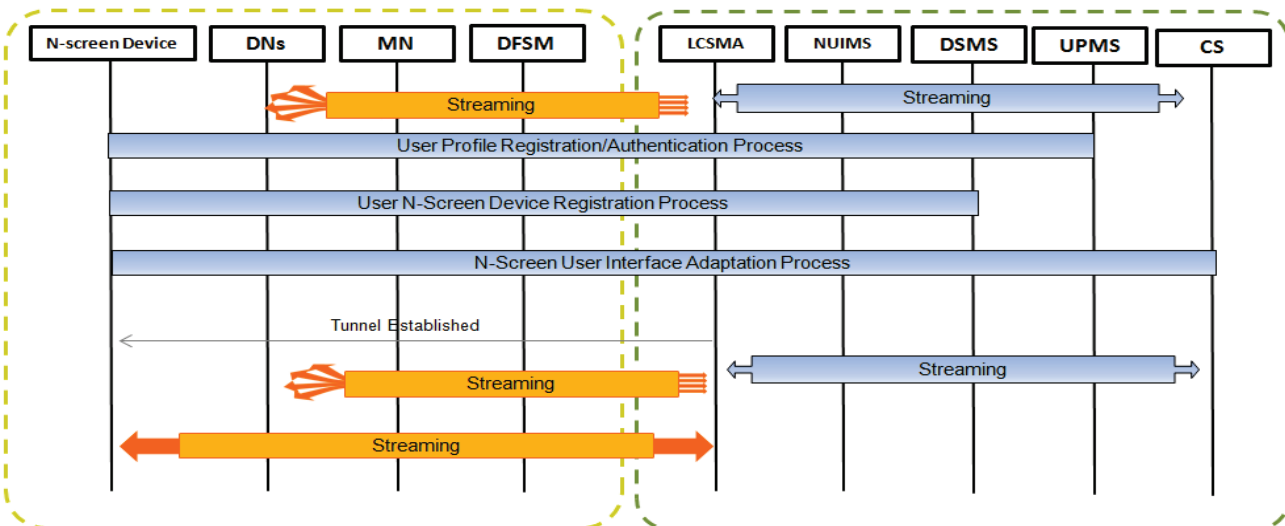 N-screen Device
DNs
MN
DFSM
LCSMA
NUIMS
DSMS
UPMS
CS
Streaming
Streaming
User Profile Registration/Authentication Process
User N-Screen Device Registration Process
N-Screen User Interface Adaptation Process
Tunnel Established
Streaming
Streaming
Streaming